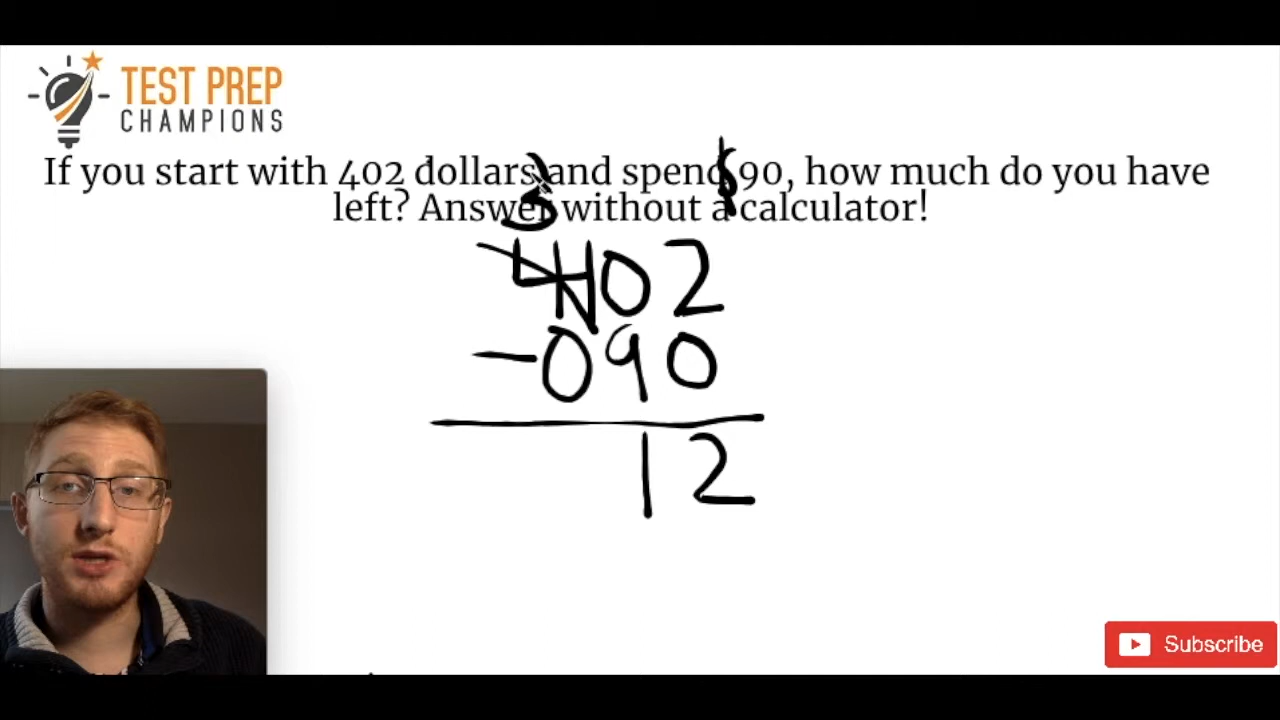 TEST PREP
CHAMPIONS
If you start with 402 dollars and spend $90, how much do you have
left? Answer without a calculator!
3
4102
-090
12
Subscribe